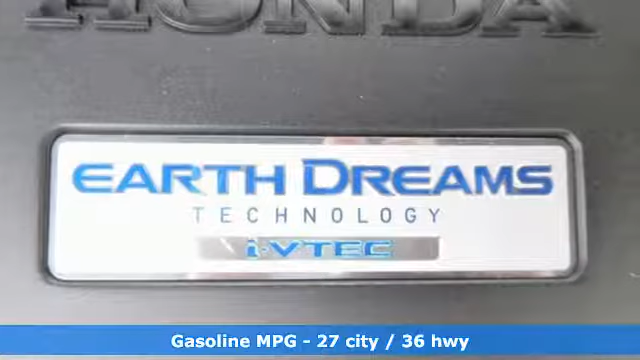 HONDA
EARTH DREAMS
TECHNOLOGY
i-VTEC
Gasoline MPG - 27 city / 36 hwy